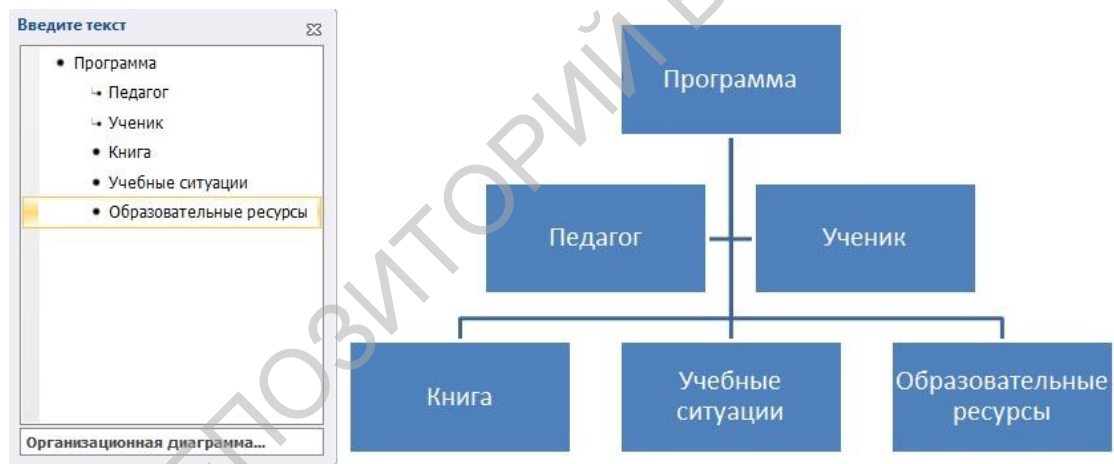 Введите текст
Программа
Педагог
Ученик
Книга
Учебные ситуации
Образовательные ресурсы
Организационная диаграмма...
Программа
Педагог
Ученик
Книга
Учебные
ситуации
Образовательные
ресурсы